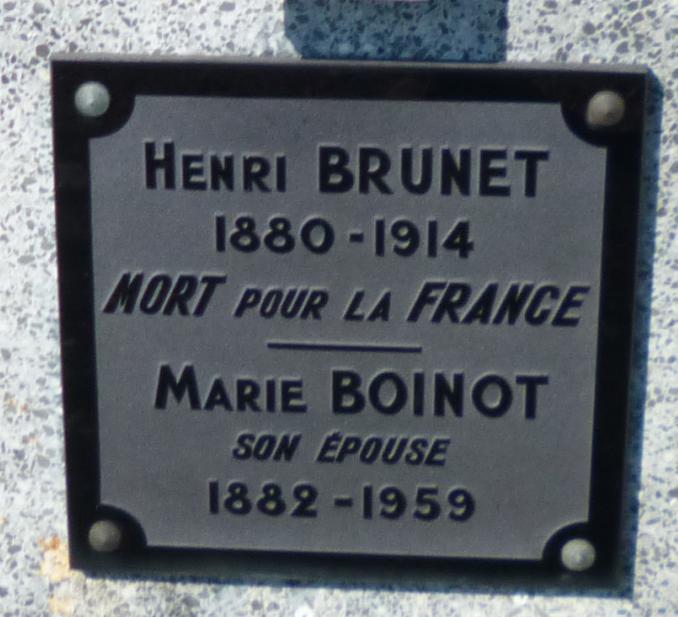 HENRI BRUNET
1880 - 1914
MORT POUR LA FRANCE
MARIE BOINOT
SON ÉPOUSE
1882 - 1959